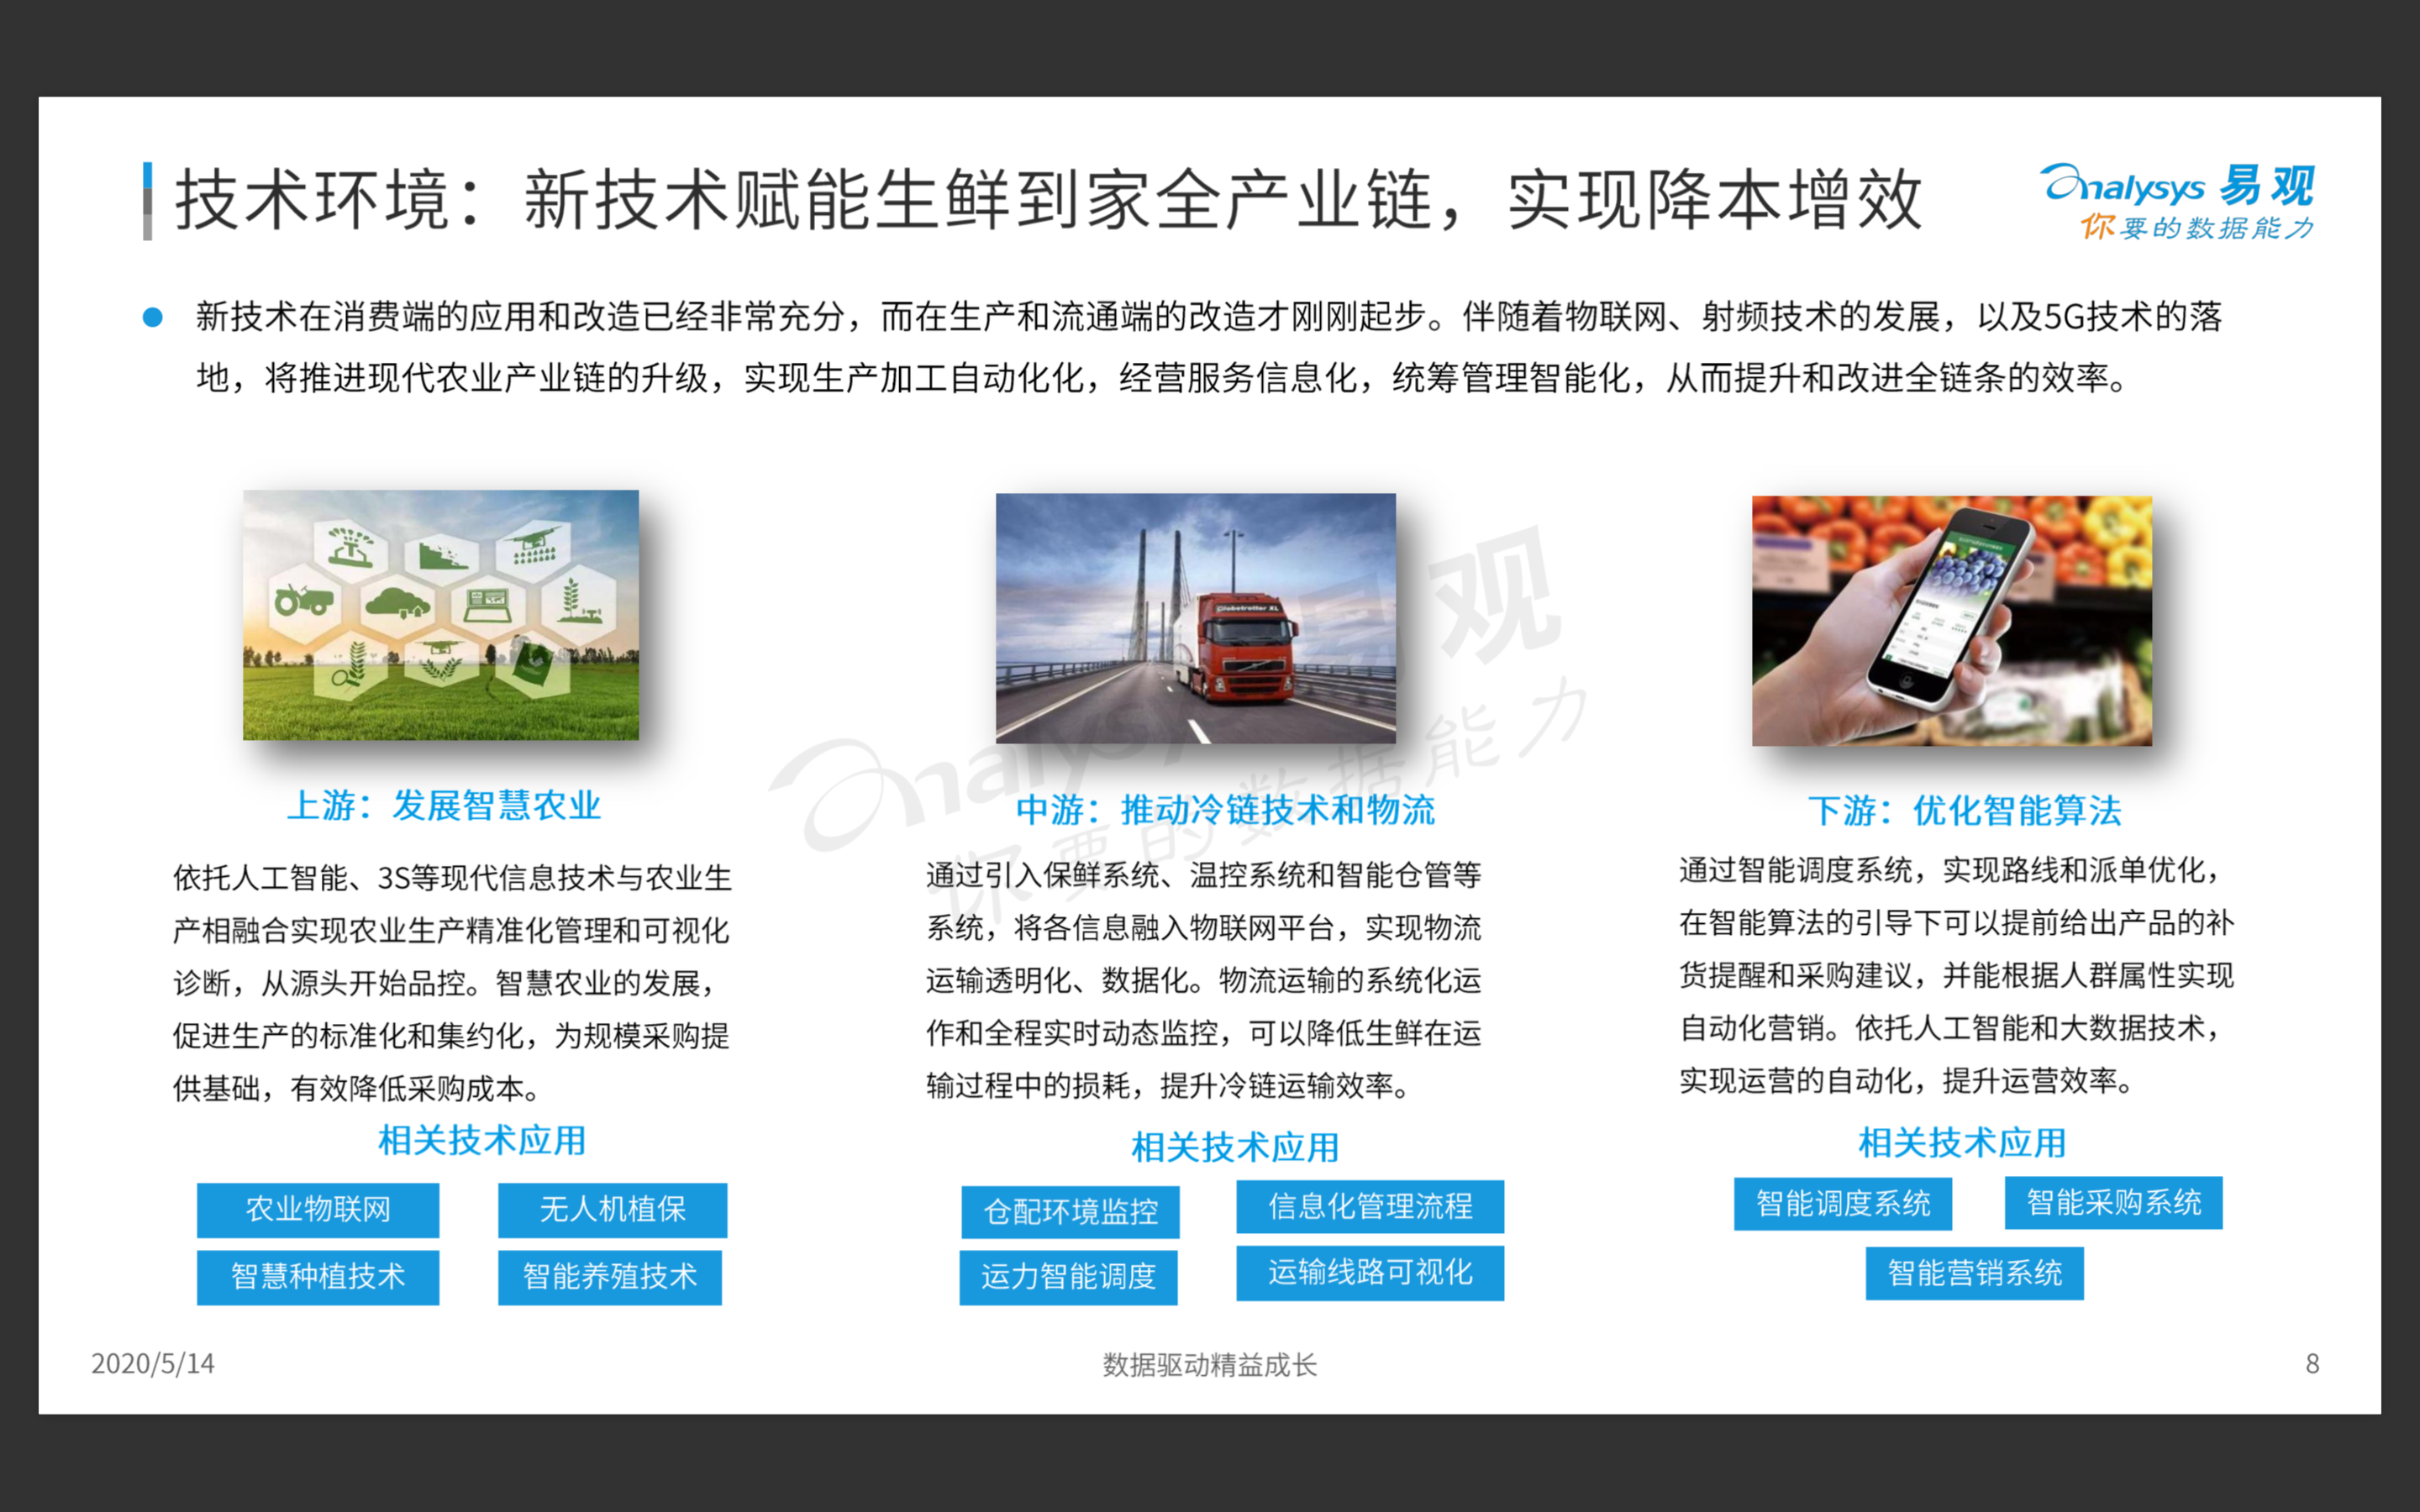 技术环境：新技术赋能生鲜到家全产业链，实现降本增效
analysys 易观
你要的数据能力
新技术在消费端的应用和改造已经非常充分，而在生产和流通端的改造才刚刚起步。伴随着物联网、射频技术的发展，以及5G技术的落
地，将推进现代农业产业链的升级，实现生产加工自动化化，经营服务信息化，统筹管理智能化，从而提升和改进全链条的效率。
Globetrotter XL
上游：发展智慧农业
依托人工智能、3S等现代信息技术与农业生
产相融合实现农业生产精准化管理和可视化
诊断，从源头开始品控。智慧农业的发展，
促进生产的标准化和集约化，为规模采购提
供基础，有效降低采购成本。
相关技术应用
农业物联网
无人机植保
智慧种植技术
智能养殖技术
中游：推动冷链技术和物流
通过引入保鲜系统、温控系统和智能仓管等
系统，将各信息融入物联网平台，实现物流
运输透明化、数据化。物流运输的系统化运
作和全程实时动态监控，可以降低生鲜在运
输过程中的损耗，提升冷链运输效率。
相关技术应用
仓配环境监控
信息化管理流程
运力智能调度
运输线路可视化
下游：优化智能算法
通过智能调度系统，实现路线和派单优化，
在智能算法的引导下可以提前给出产品的补
货提醒和采购建议，并能根据人群属性实现
自动化营销。依托人工智能和大数据技术，
实现运营的自动化，提升运营效率。
相关技术应用
智能调度系统
智能采购系统
智能营销系统
analysys 易观
你要的数据能力
2020/5/14
数据驱动精益成长
8